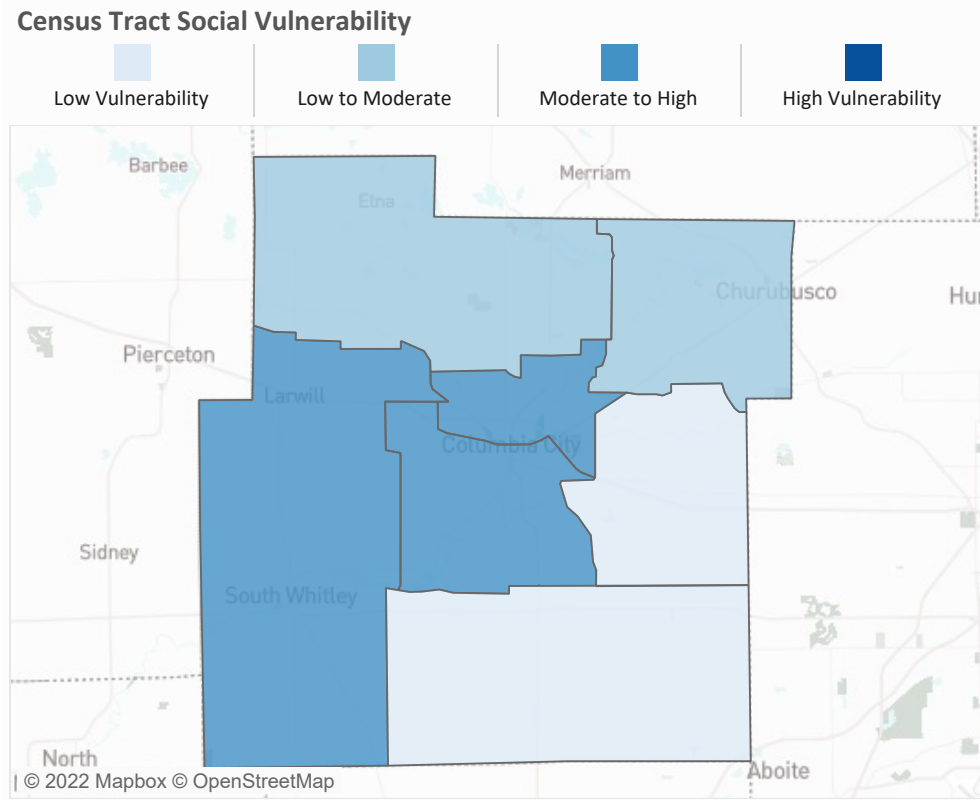 Census Tract Social Vulnerability
Low Vulnerability
Low to Moderate
Moderate to High
High Vulnerability
Barbee
Merriam
Etna
Churubusco
Hu
Pierceton
Larwill
Columbia City
Sidney
South Whitley
North
Aboite
| © 2022 Mapbox © OpenStreetMap